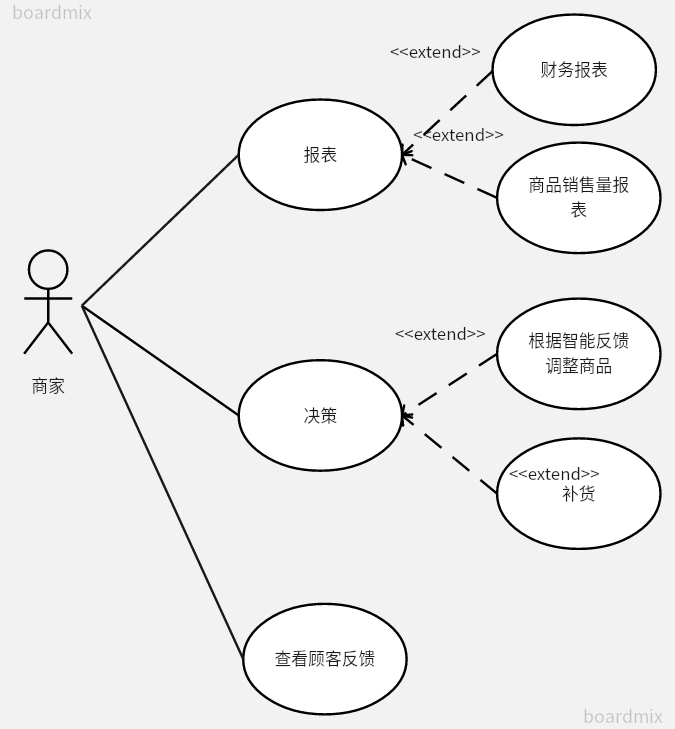 boardmix
<<extend>>
财务报表
<<extend>>
报表
商品销售量报
表
商家
<<extend>>
根据智能反馈
调整商品
决策
<<extend>>
补货
查看顾客反馈
boardmix